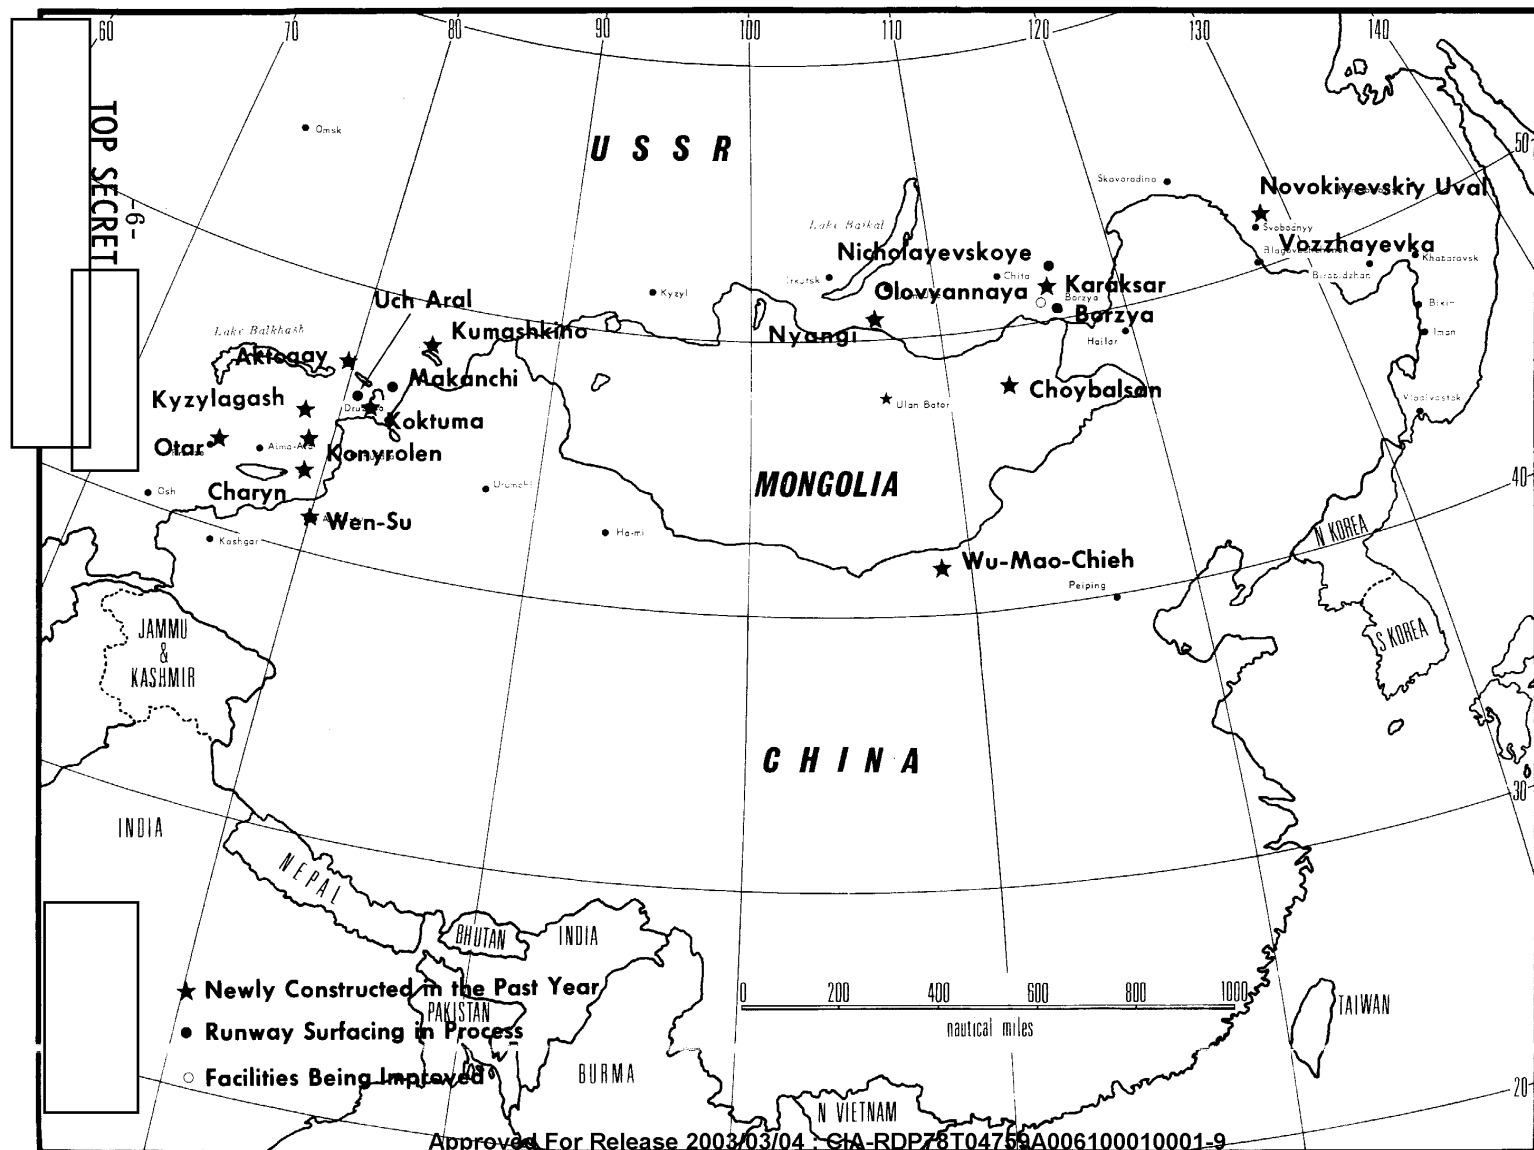 60 70 80 90 100 110 120 130 140
TOP SECRET
-6-
Omsk
USSR
50
Skovorodino
Novokiyevskiy Uval
Svobodnyy
Lake Baikal
Nicholayevskoye
Vozzhayevka
Blagoveshchensk
Birobidzhan
Khabarovsk
Irkutsk
Chita
Kyzyl
Olovyannaya
Karaksar
Borzya
Borzya
Bikin
Uch Aral
Iman
Lake Balkhash
Kumashkino
Nyangi
Hailar
Aktogay
Makanchi
Choybalsan
Kyzylagash
Ulan Bator
Vladivostok
Koktuma
Otar
Alma-Ata
Konyrolen
40
MONGOLIA
Osh
Charyn
Urumchi
Wen-Su
Kashgar
Ha-mi
N KOREA
Wu-Mao-Chieh
Peiping
JAMMU
&
KASHMIR
S KOREA
CHINA
30
INDIA
NEPAL
BHUTAN
INDIA
★ Newly Constructed in the Past Year
0 200 400 600 800 1000
nautical miles
PAKISTAN
TAIWAN
● Runway Surfacing in Process
○ Facilities Being Improved
BURMA
20
N VIETNAM
Approved For Release 2003/03/04 : CIA-RDP78T04759A006100010001-9